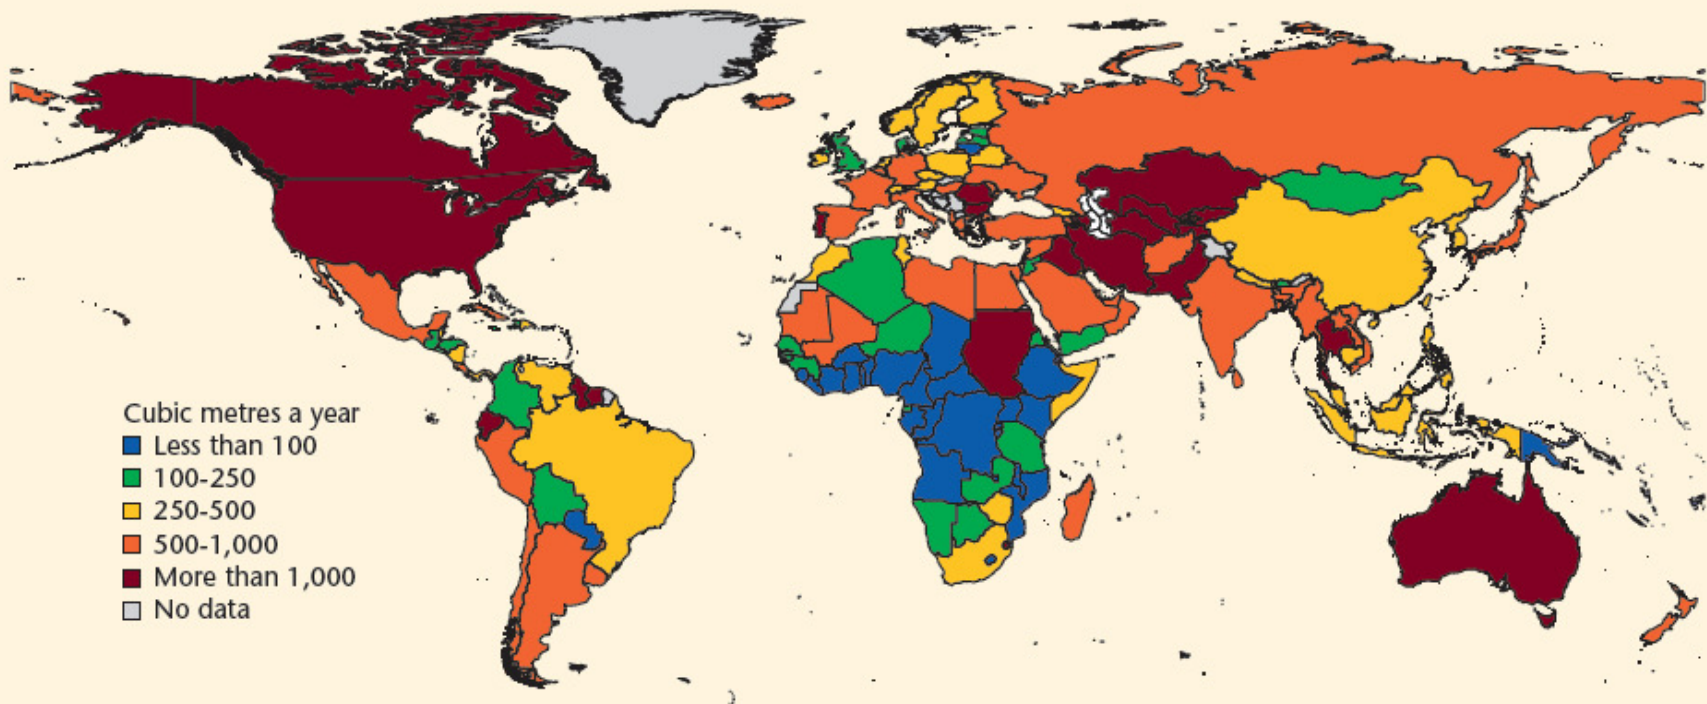 Cubic metres a year
Less than 100
100-250
250-500
500-1,000
More than 1,000
No data